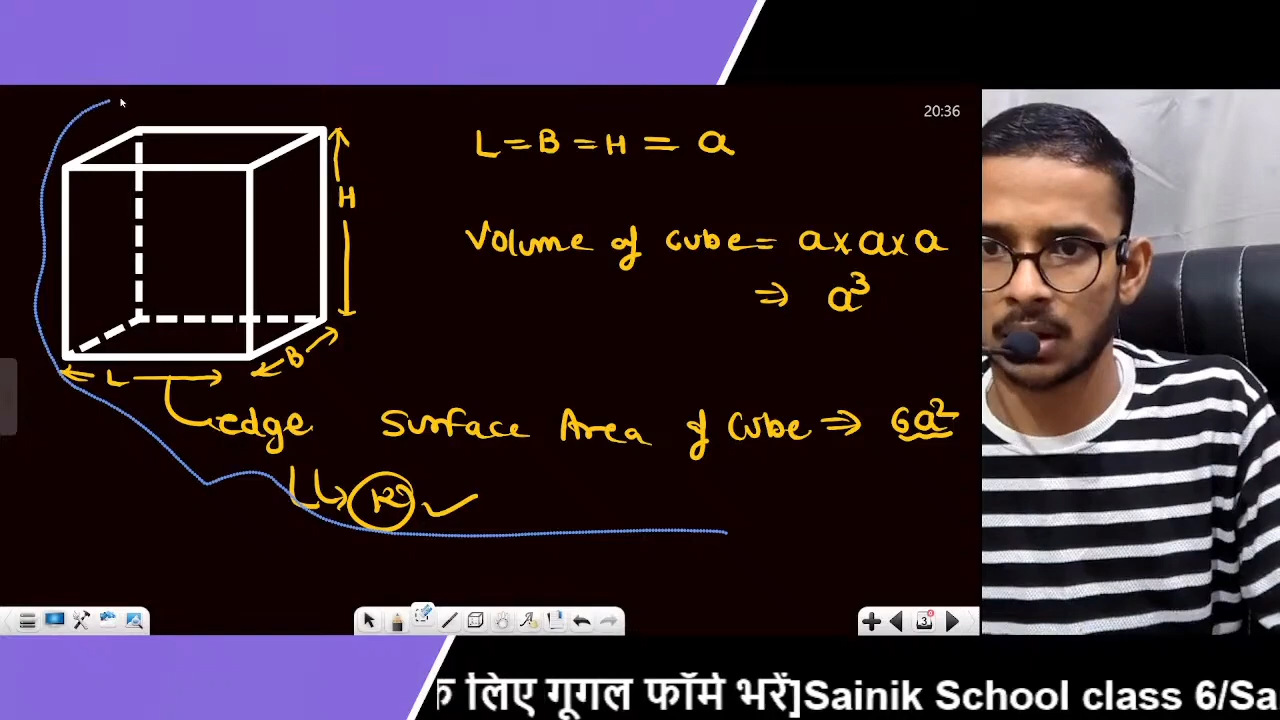 20:36
L = B = H = a
H
Volume of cube = a x a x a
⇒ a³
B
L
edge
Surface Area of Cube ⇒ 6a²
3
लिए गूगल फॉर्म भरें]Sainik School class 6/Sa